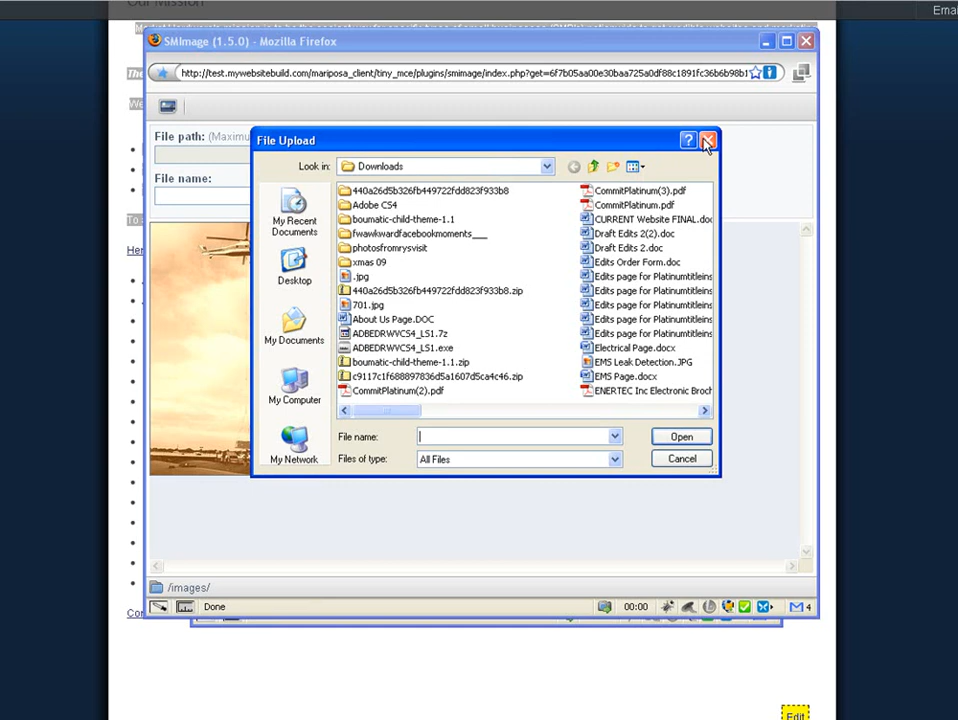 Our Mission
Emai
SMImage (1.5.0) - Mozilla Firefox
http://test.mywebsitebuild.com/mariposa_client/tiny_mce/plugins/smimage/index.php?get=6f7b05aa00e30baa725a0df88c1891fc36b6b98b1
File path: (Maximu
File name:
File Upload
Look in:
Downloads
My Recent Documents
Desktop
My Documents
My Computer
My Network
440a26d5b326fb449722fdd823f933b8
Adobe CS4
boumatic-child-theme-1.1
fwawkwardfacebookmoments___
photosfromrysvisit
xmas 09
.jpg
440a26d5b326fb449722fdd823f933b8.zip
701.jpg
About Us Page.DOC
ADBEDRWVCS4_LS1.7z
ADBEDRWVCS4_LS1.exe
boumatic-child-theme-1.1.zip
c9117c1f688897836d5a1607d5ca4c46.zip
CommitPlatinum(2).pdf
CommitPlatinum(3).pdf
CommitPlatinum.pdf
CURRENT Website FINAL.doc
Draft Edits 2(2).doc
Draft Edits 2.doc
Edits Order Form.doc
Edits page for Platinumtitleins
Edits page for Platinumtitleins
Edits page for Platinumtitleins
Edits page for Platinumtitleins
Edits page for Platinumtitleins
Electrical Page.docx
EMS Leak Detection.JPG
EMS Page.docx
ENERTEC Inc Electronic Broch
File name:
Open
Files of type:
All Files
Cancel
/images/
Done
00:00
4
The
We
To
Her
Con
Edit